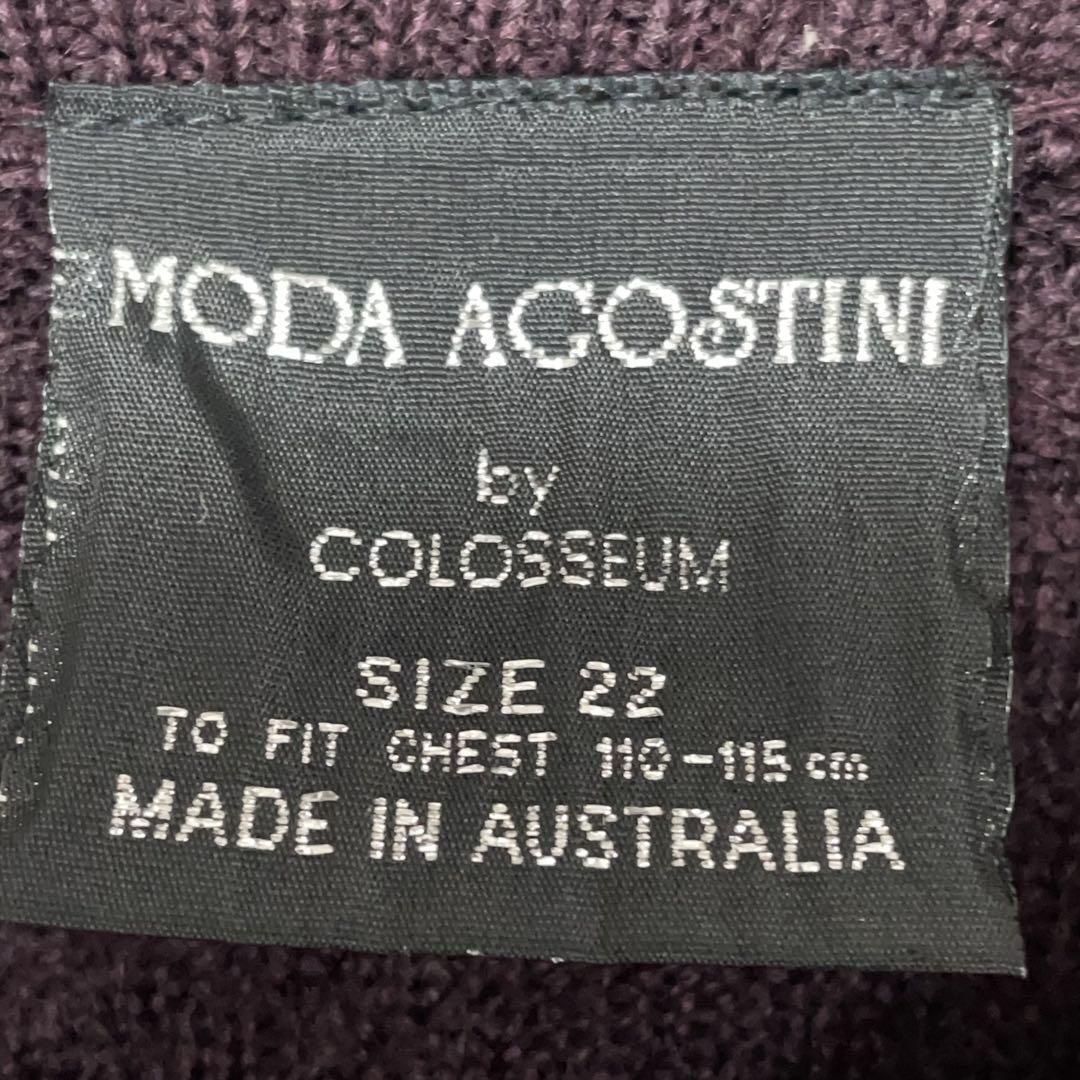 MODA AGOSTINI
by
COLOSSEUM
SIZE 22
TO FIT CHEST 110-115 cm
MADE IN AUSTRALIA